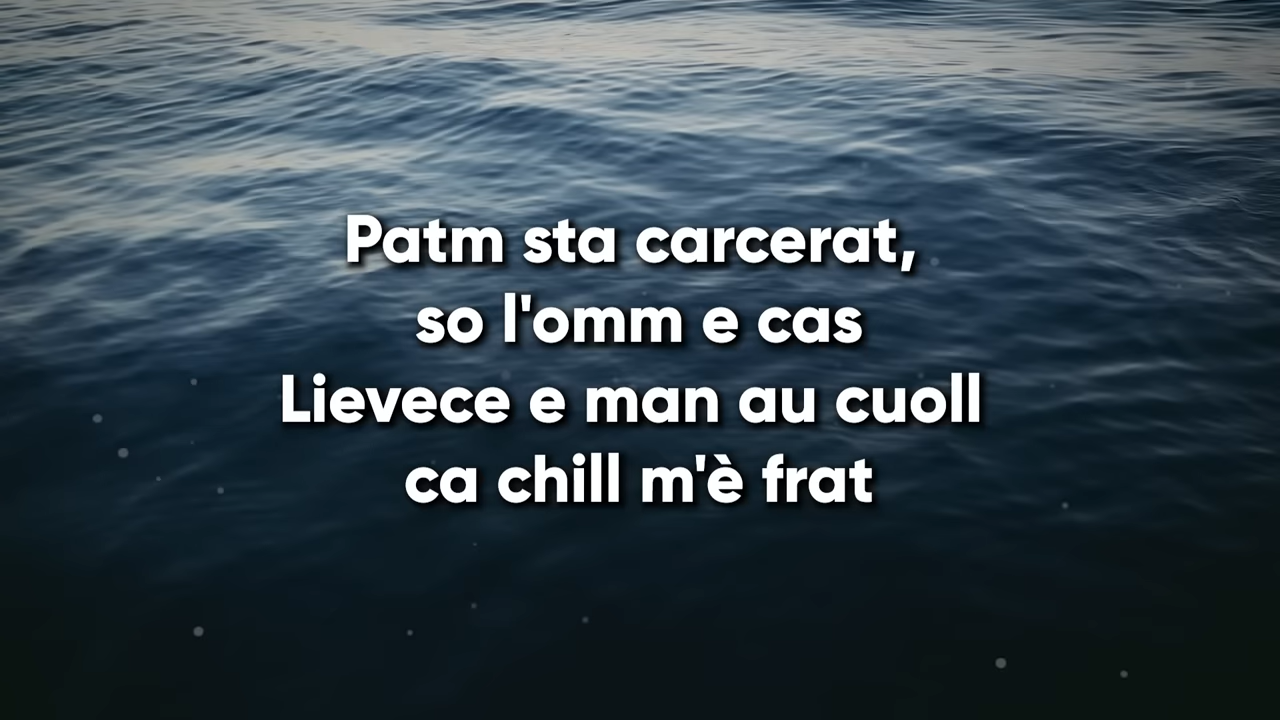 Patm sta carcerat,
so l'omm e cas
Lievece e man au cuoll
ca chill m'è frat